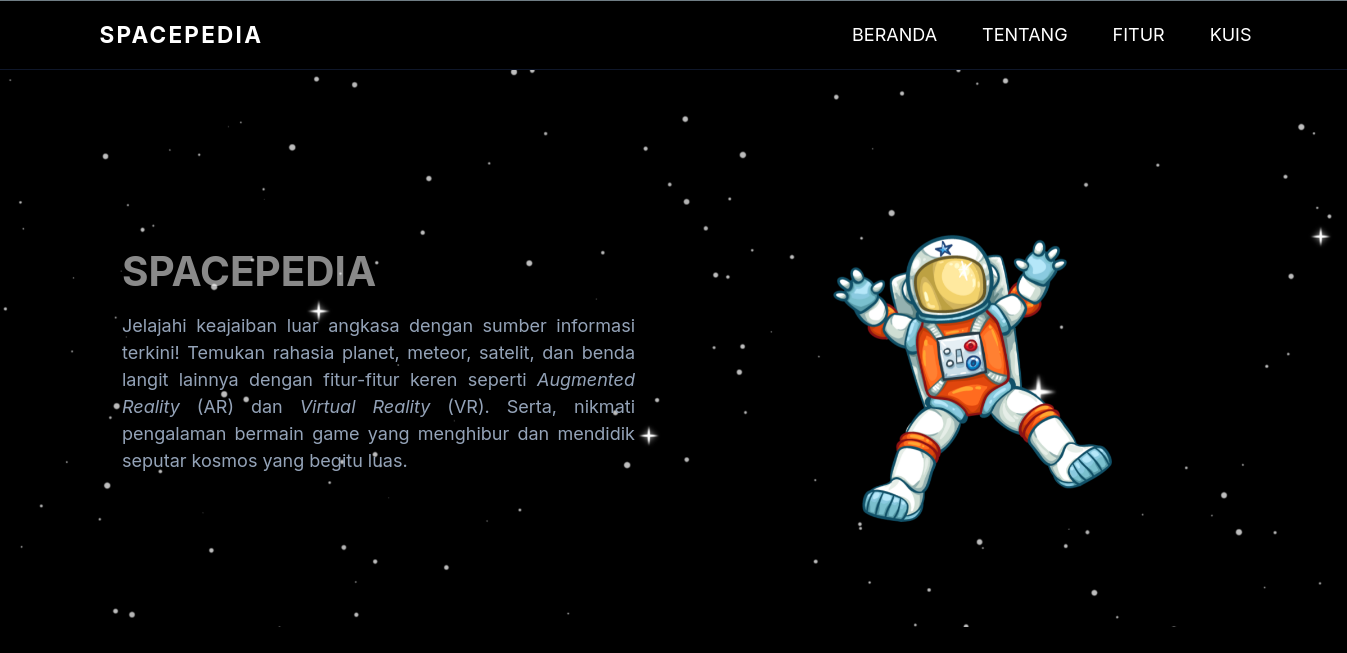 SPACEPEDIA
BERANDA TENTANG FITUR KUIS
SPACEPEDIA
Jelajahi keajaiban luar angkasa dengan sumber informasi
terkini! Temukan rahasia planet, meteor, satelit, dan benda
langit lainnya dengan fitur-fitur keren seperti Augmented
Reality (AR) dan Virtual Reality (VR). Serta, nikmati
pengalaman bermain game yang menghibur dan mendidik
seputar kosmos yang begitu luas.